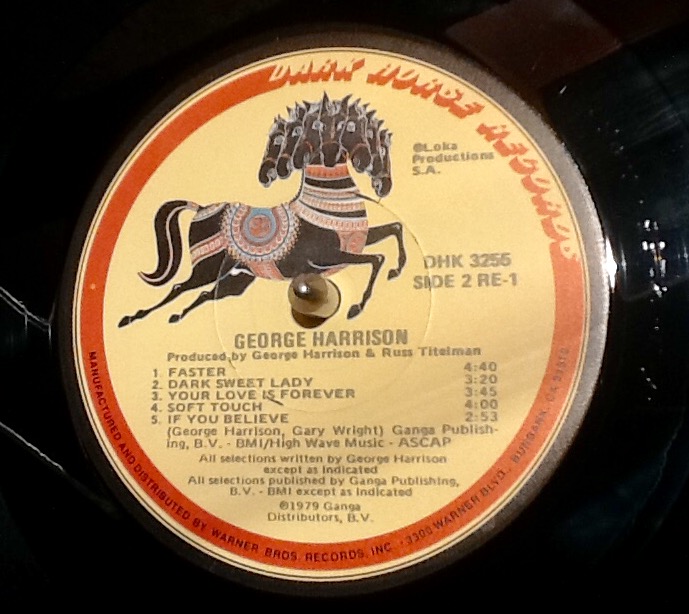 DARK HORSE RECORDS
©Loka
Productions
S.A.
DHK 3255
SIDE 2 RE-1
GEORGE HARRISON
Produced by George Harrison & Russ Titelman
1. FASTER 4:40
2. DARK SWEET LADY 3:20
3. YOUR LOVE IS FOREVER 3:45
4. SOFT TOUCH 4:00
5. IF YOU BELIEVE 2:53
(George Harrison, Gary Wright) Ganga Publish-
ing, B.V. - BMI/High Wave Music - ASCAP
All selections written by George Harrison
except as indicated
All selections published by Ganga Publishing,
B.V. - BMI except as indicated
℗1979 Ganga
Distributors, B.V.
MANUFACTURED AND DISTRIBUTED BY WARNER BROS. RECORDS, INC. · 3300 WARNER BLVD., BURBANK, CA 91510